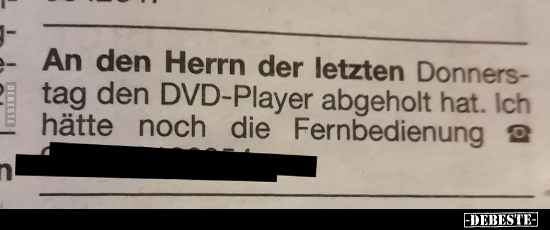 An den Herrn der letzten Donners-
tag den DVD-Player abgeholt hat. Ich
hätte noch die Fernbedienung ☎
DEBESTE
-DEBESTE-